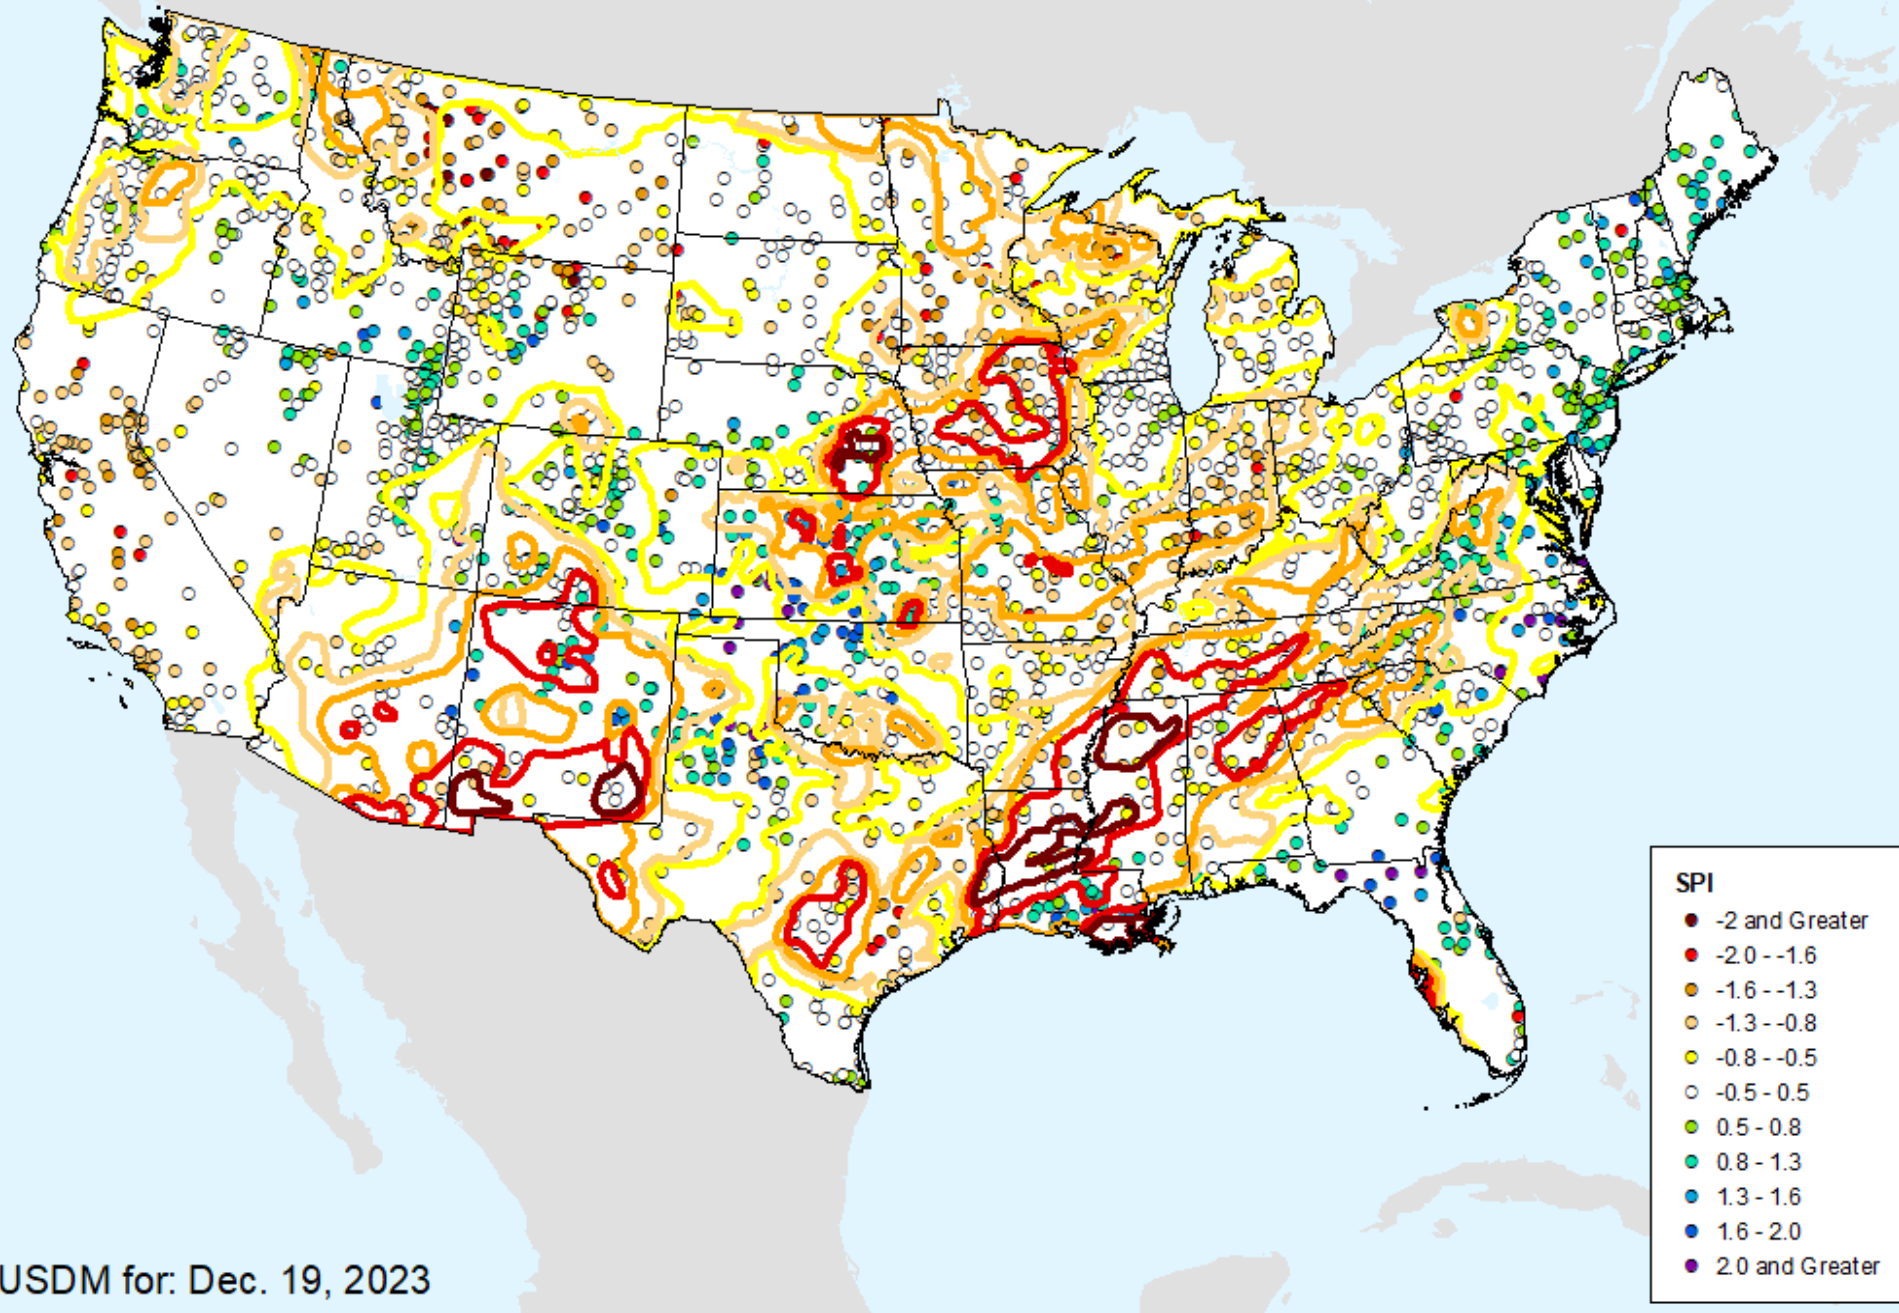 SPI
-2 and Greater
-2.0 - -1.6
-1.6 - -1.3
-1.3 - -0.8
-0.8 - -0.5
-0.5 - 0.5
0.5 - 0.8
0.8 - 1.3
1.3 - 1.6
1.6 - 2.0
2.0 and Greater
USDM for: Dec. 19, 2023